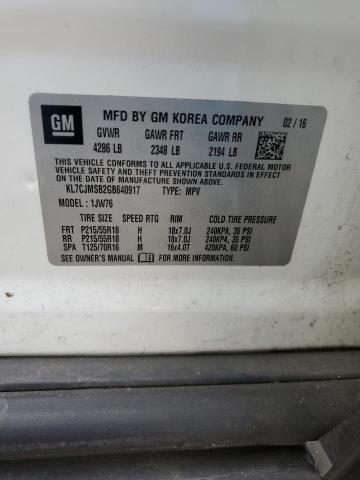 GM
MFD BY GM KOREA COMPANY 02/16
GVWR GAWR FRT GAWR RR
4286 LB 2348 LB 2194 LB
THIS VEHICLE CONFORMS TO ALL APPLICABLE U.S. FEDERAL MOTOR
VEHICLE SAFETY, BUMPER, AND THEFT PREVENTION STANDARDS IN
EFFECT ON THE DATE OF MANUFACTURE SHOWN ABOVE.
KL7CJMSB2GB640917 TYPE: MPV
MODEL : 1JW76
TIRE SIZE SPEED RTG RIM COLD TIRE PRESSURE
FRT P215/55R18 H 18x7.0J 240KPA, 35 PSI
RR P215/55R18 H 18x7.0J 240KPA, 35 PSI
SPA T125/70R16 M 16x4.0T 420KPA, 60 PSI
SEE OWNER'S MANUAL FOR MORE INFORMATION